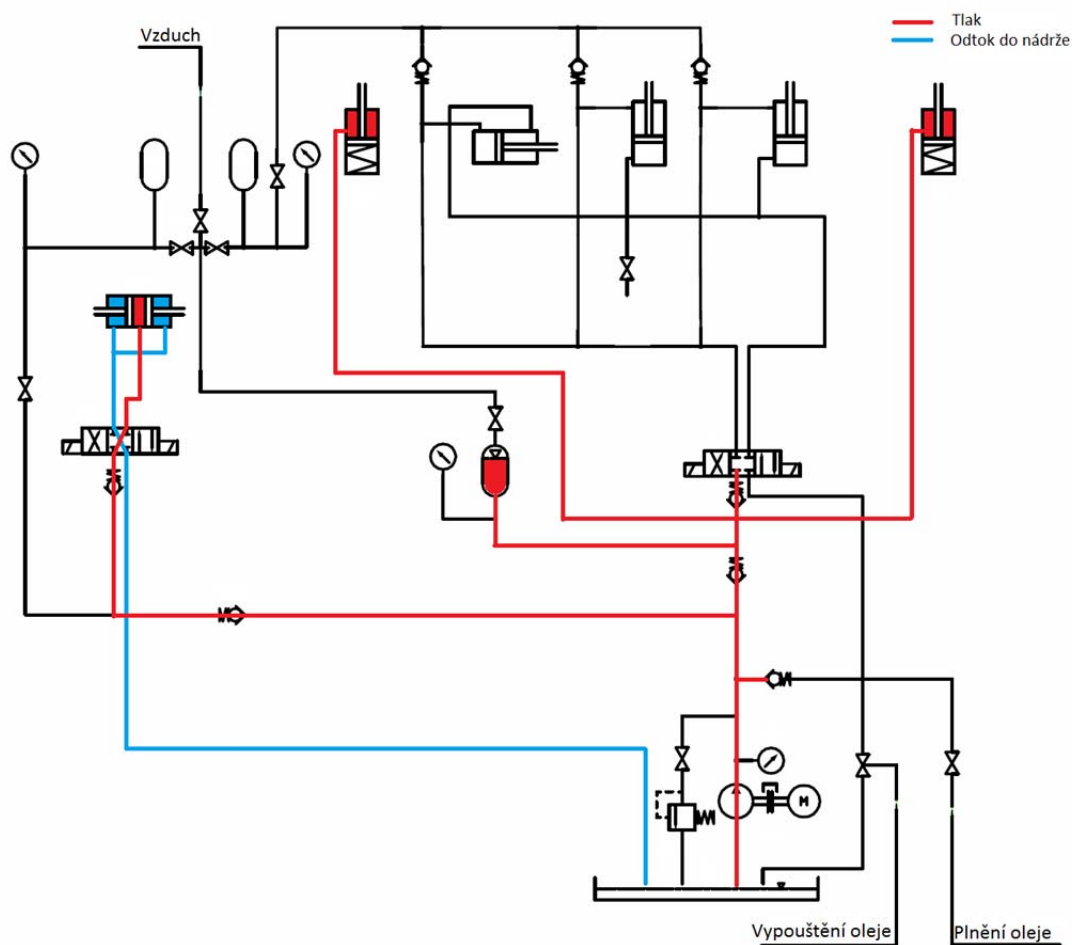 Vzduch
Tlak
Odtok do nádrže
M
Vypouštění oleje
Plnění oleje